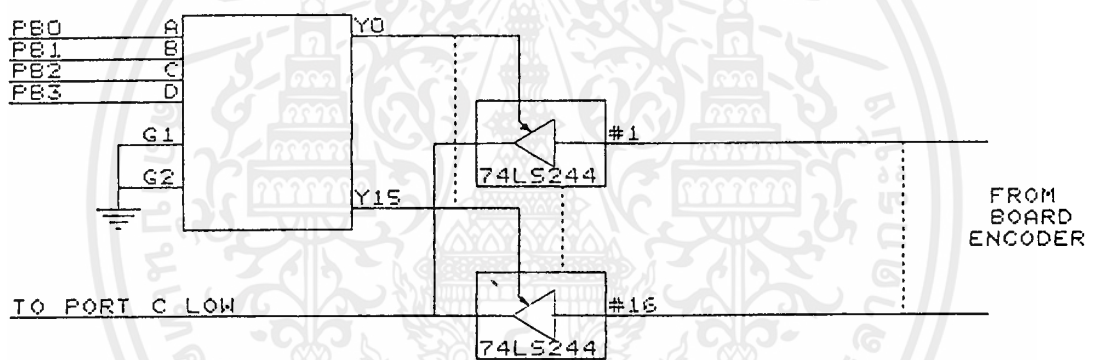 PB0 A Y0
PB1 B
PB2 C
PB3 D
G1 #1
74LS244
G2
Y15
FROM
BOARD
ENCODER
TO PORT C LOW #16
74LS244